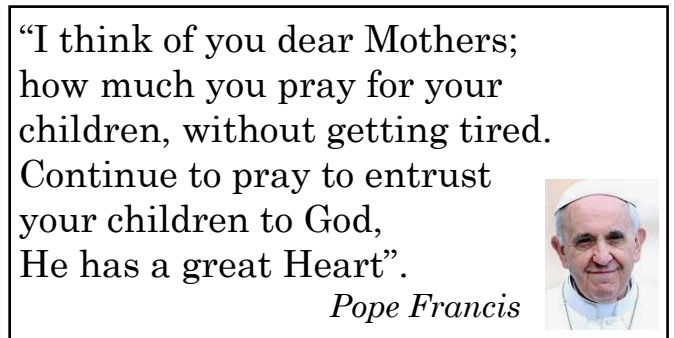 “I think of you dear Mothers;
how much you pray for your
children, without getting tired.
Continue to pray to entrust
your children to God,
He has a great Heart”.
Pope Francis